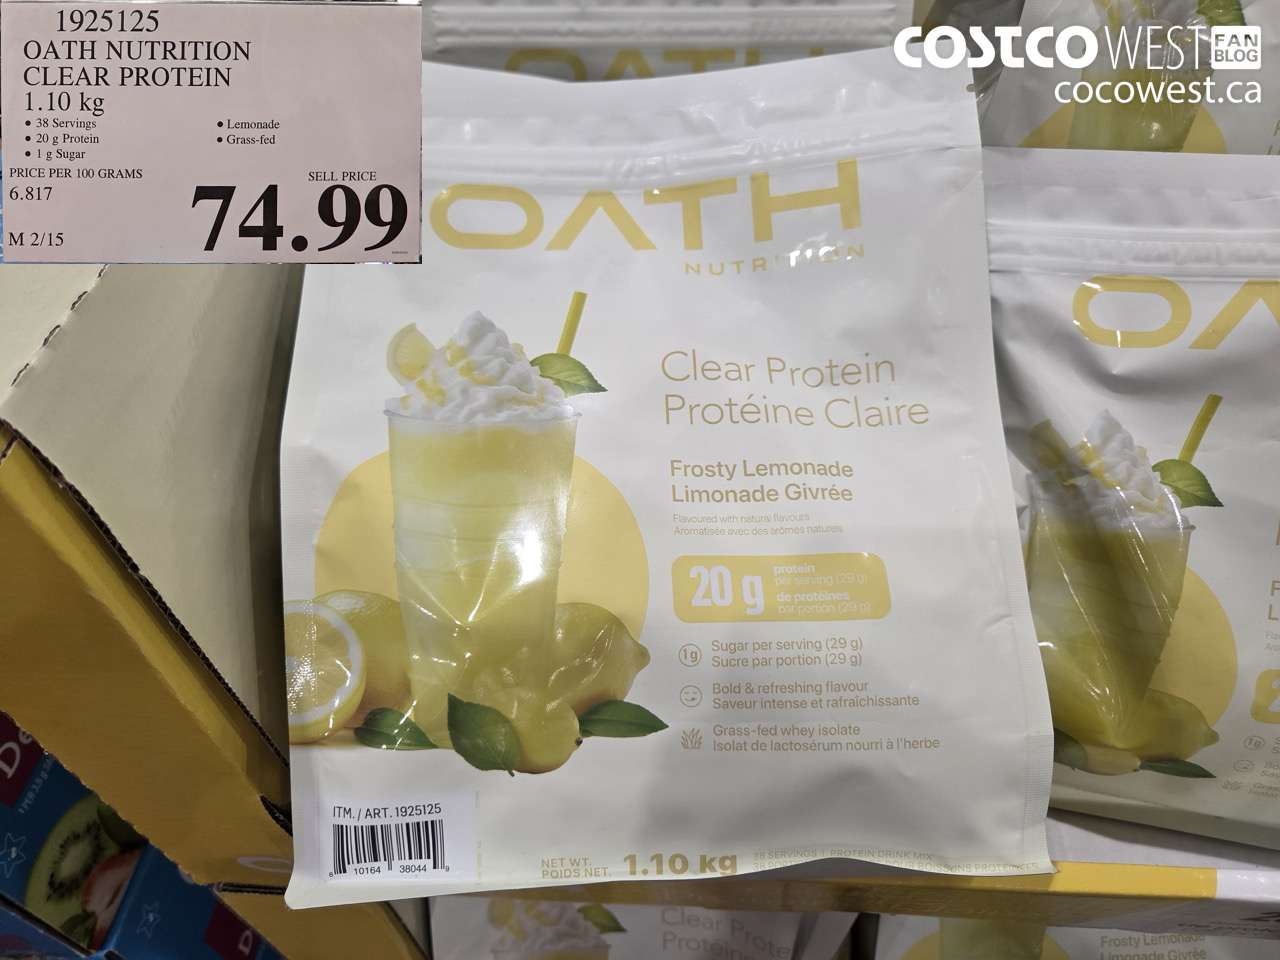 1925125
OATH NUTRITION
CLEAR PROTEIN
1.10 kg
• 38 Servings
• 20 g Protein
• 1 g Sugar
• Lemonade
• Grass-fed
PRICE PER 100 GRAMS
6.817
SELL PRICE
74.99
M 2/15
COSTCO WEST FAN BLOG
cocowest.ca
OATH
NUTRITION
Clear Protein
Protéine Claire
Frosty Lemonade
Limonade Givrée
Flavoured with natural flavours
Aromatisée avec des arômes naturels
20 g
protein
per serving (29 g)
de protéines
par portion (29 g)
1g
Sugar per serving (29 g)
Sucre par portion (29 g)
Bold & refreshing flavour
Saveur intense et rafraîchissante
Grass-fed whey isolate
Isolat de lactosérum nourri à l'herbe
ITM. / ART. 1925125
6 10164 38044 9
NET WT.
POIDS NET.
1.10 kg
38 SERVINGS | PROTEIN DRINK MIX
OA
Clear Prote
Protein
Frosty Lemonade
Limonade Givrée